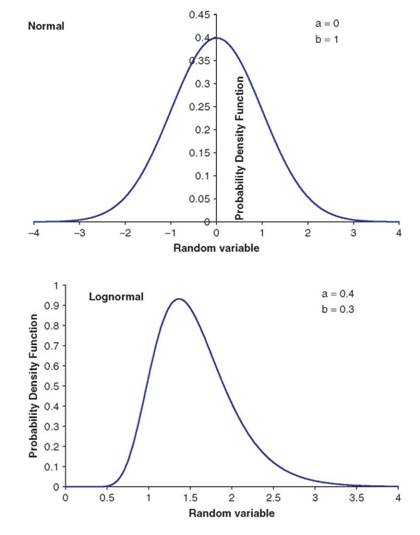 Normal
a = 0
b = 1
0.45
0.4
0.35
0.3
0.25
0.2
0.15
0.1
0.05
0
Probability Density Function
–4 –3 –2 –1 0 1 2 3 4
Random variable
Lognormal
a = 0.4
b = 0.3
Probability Density Function
1
0.9
0.8
0.7
0.6
0.5
0.4
0.3
0.2
0.1
0
0 0.5 1 1.5 2 2.5 3 3.5 4
Random variable